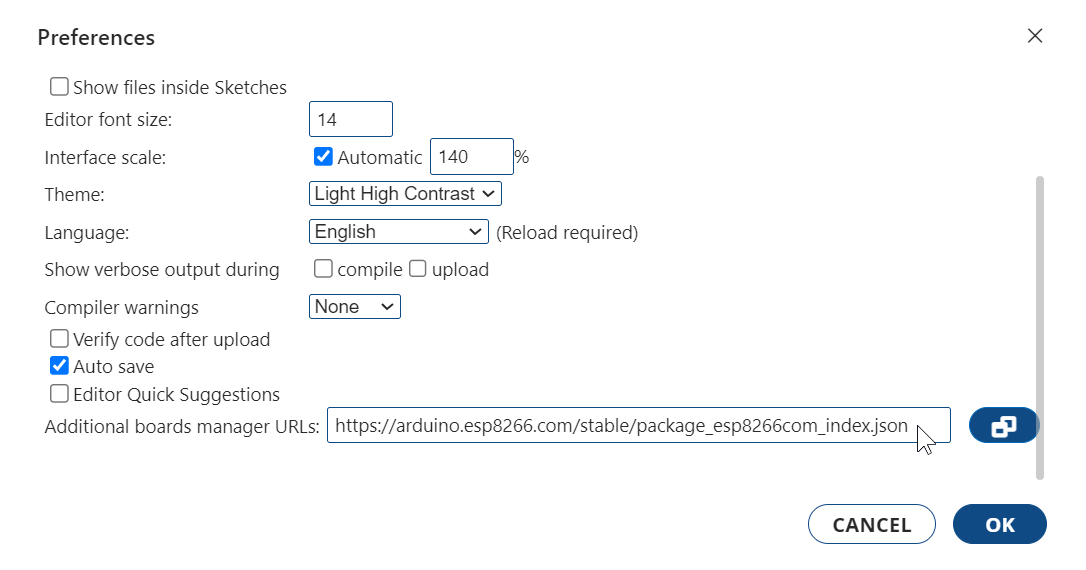 Preferences
Show files inside Sketches
Editor font size: 14
Interface scale: Automatic 140 %
Theme: Light High Contrast
Language: English (Reload required)
Show verbose output during compile upload
Compiler warnings None
Verify code after upload
Auto save
Editor Quick Suggestions
Additional boards manager URLs: https://arduino.esp8266.com/stable/package_esp8266com_index.json
CANCEL OK